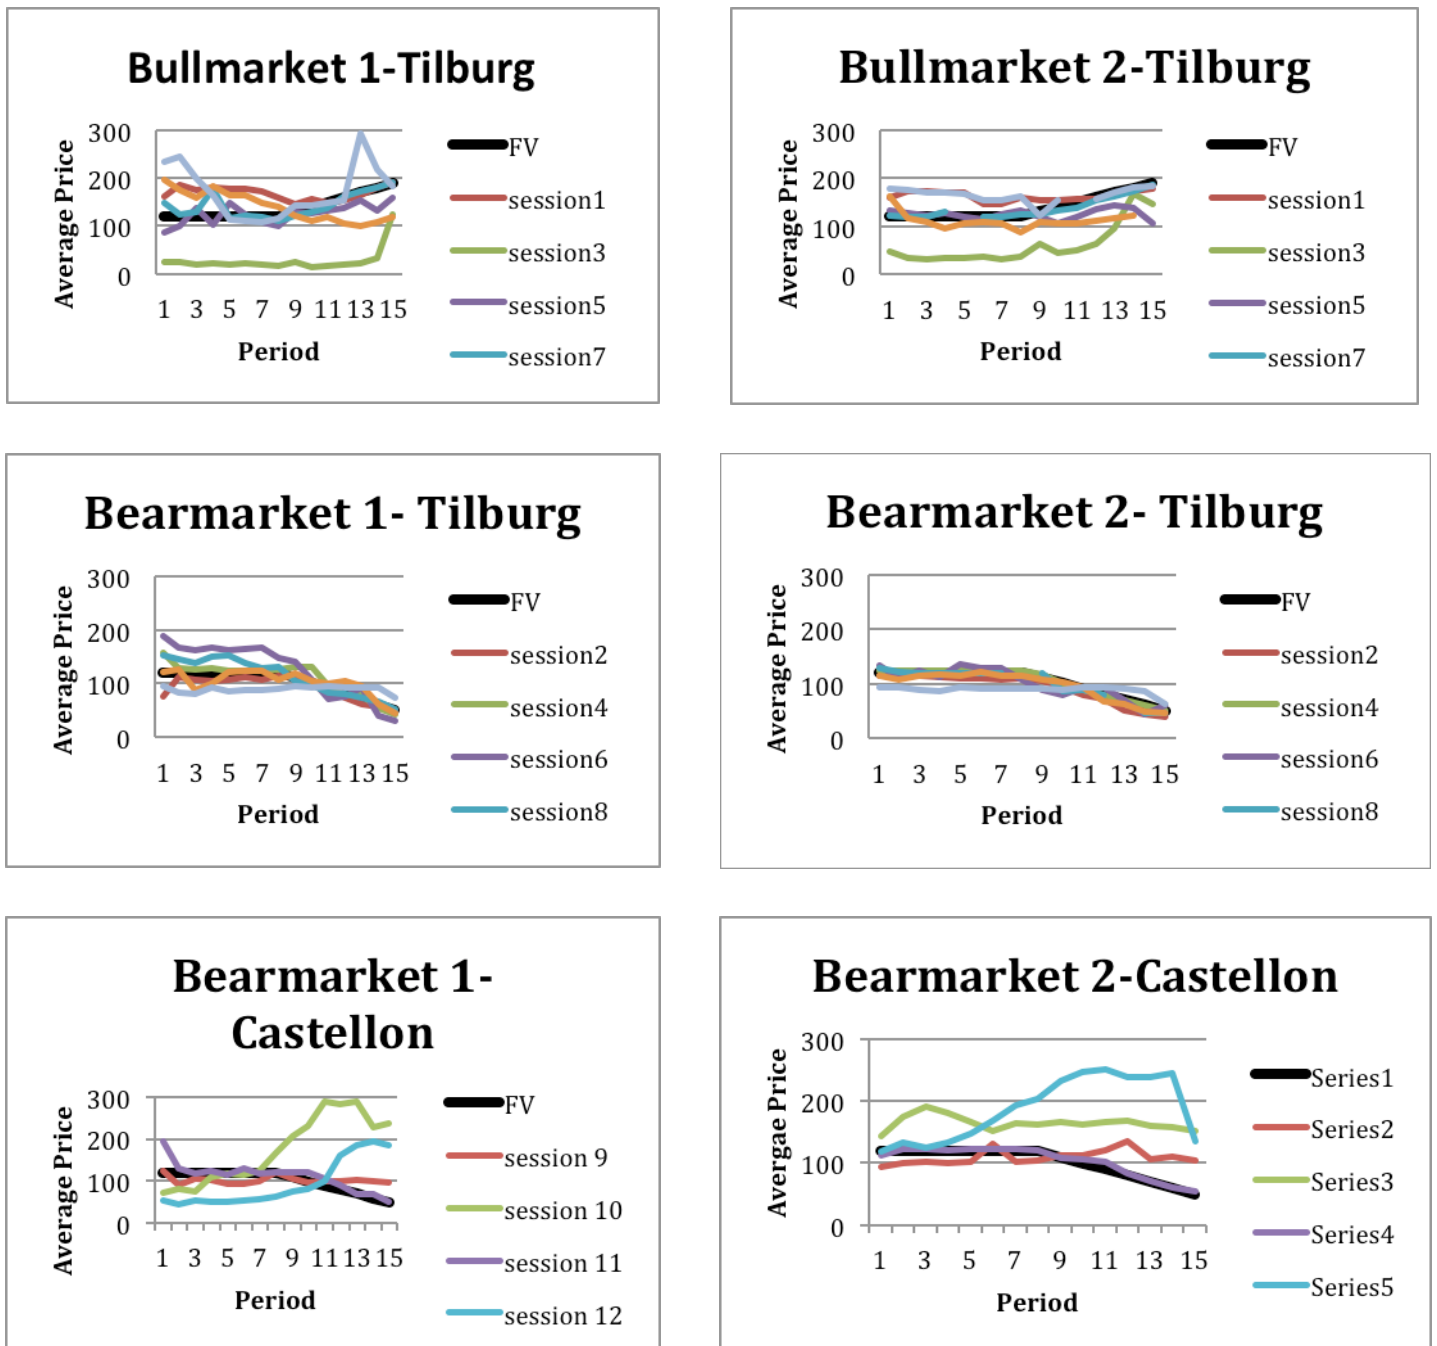 Bullmarket 1-Tilburg
Average Price
300
200
100
0
1 3 5 7 9 11 13 15
Period
FV
session1
session3
session5
session7
Bullmarket 2-Tilburg
Average Price
300
200
100
0
1 3 5 7 9 11 13 15
Period
FV
session1
session3
session5
session7
Bearmarket 1- Tilburg
Average Price
300
200
100
0
1 3 5 7 9 11 13 15
Period
FV
session2
session4
session6
session8
Bearmarket 2- Tilburg
Average Price
300
200
100
0
1 3 5 7 9 11 13 15
Period
FV
session2
session4
session6
session8
Bearmarket 1-
Castellon
Average Price
300
200
100
0
1 3 5 7 9 11 13 15
Period
FV
session 9
session 10
session 11
session 12
Bearmarket 2-Castellon
Avergae Price
300
200
100
0
1 3 5 7 9 11 13 15
Period
Series1
Series2
Series3
Series4
Series5